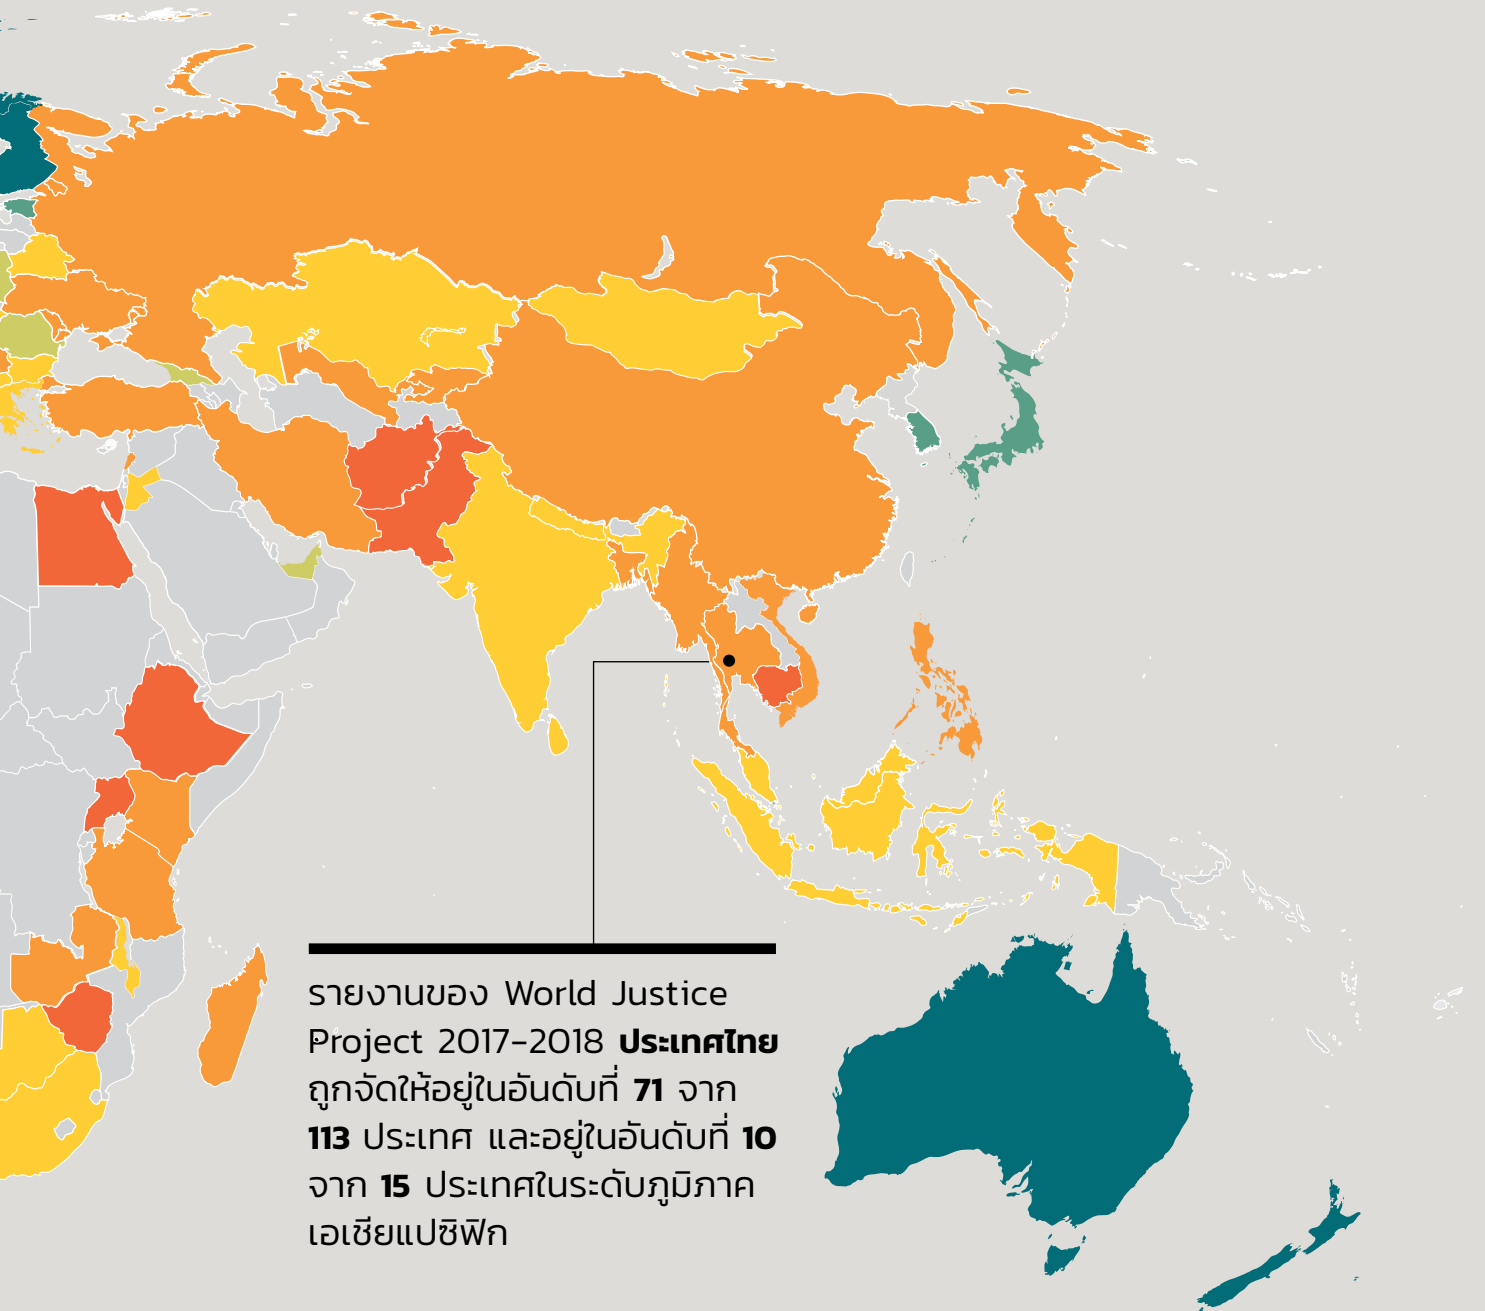 รายงานของ World Justice
Project 2017–2018 ประเทศไทย
ถูกจัดให้อยู่ในอันดับที่ 71 จาก
113 ประเทศ และอยู่ในอันดับที่ 10
จาก 15 ประเทศในระดับภูมิภาค
เอเชียแปซิฟิก